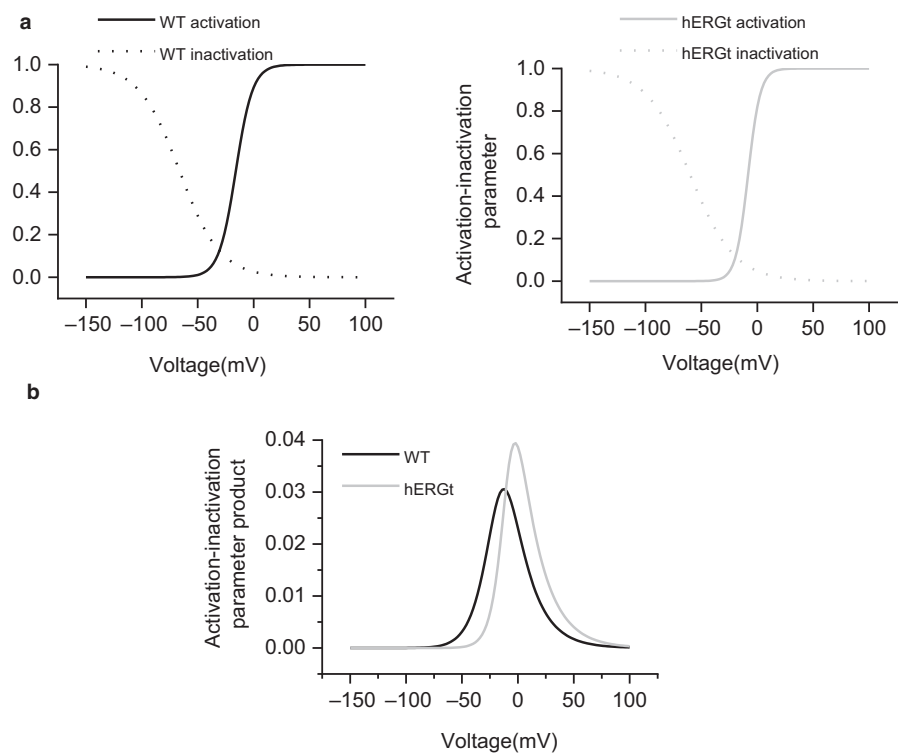 a
WT activation
WT inactivation
1.0
0.8
0.6
0.4
0.2
0.0
–150 –100 –50 0 50 100
Voltage(mV)
hERGt activation
hERGt inactivation
Activation-inactivation
parameter
1.0
0.8
0.6
0.4
0.2
0.0
–150 –100 –50 0 50 100
Voltage(mV)
b
Activation-inactivation
parameter product
0.04
0.03
0.02
0.01
0.00
WT
hERGt
–150 –100 –50 0 50 100
Voltage(mV)